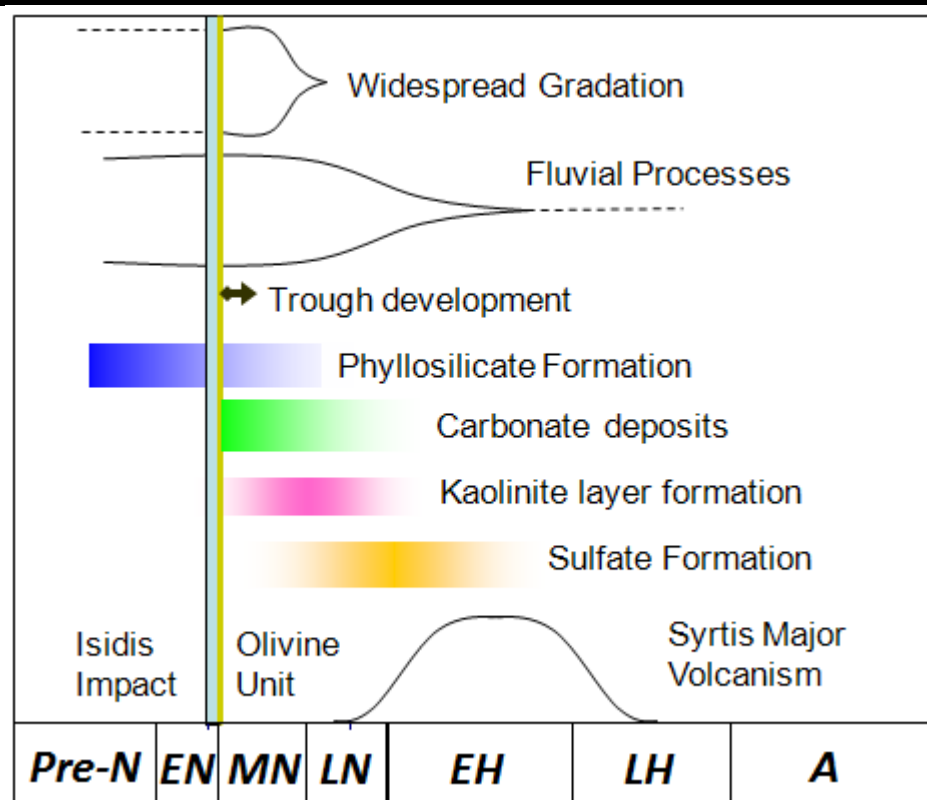 Widespread Gradation
Fluvial Processes
Trough development
Phyllosilicate Formation
Carbonate deposits
Kaolinite layer formation
Sulfate Formation
Isidis
Impact
Olivine
Unit
Syrtis Major
Volcanism
Pre-N EN MN LN EH LH A